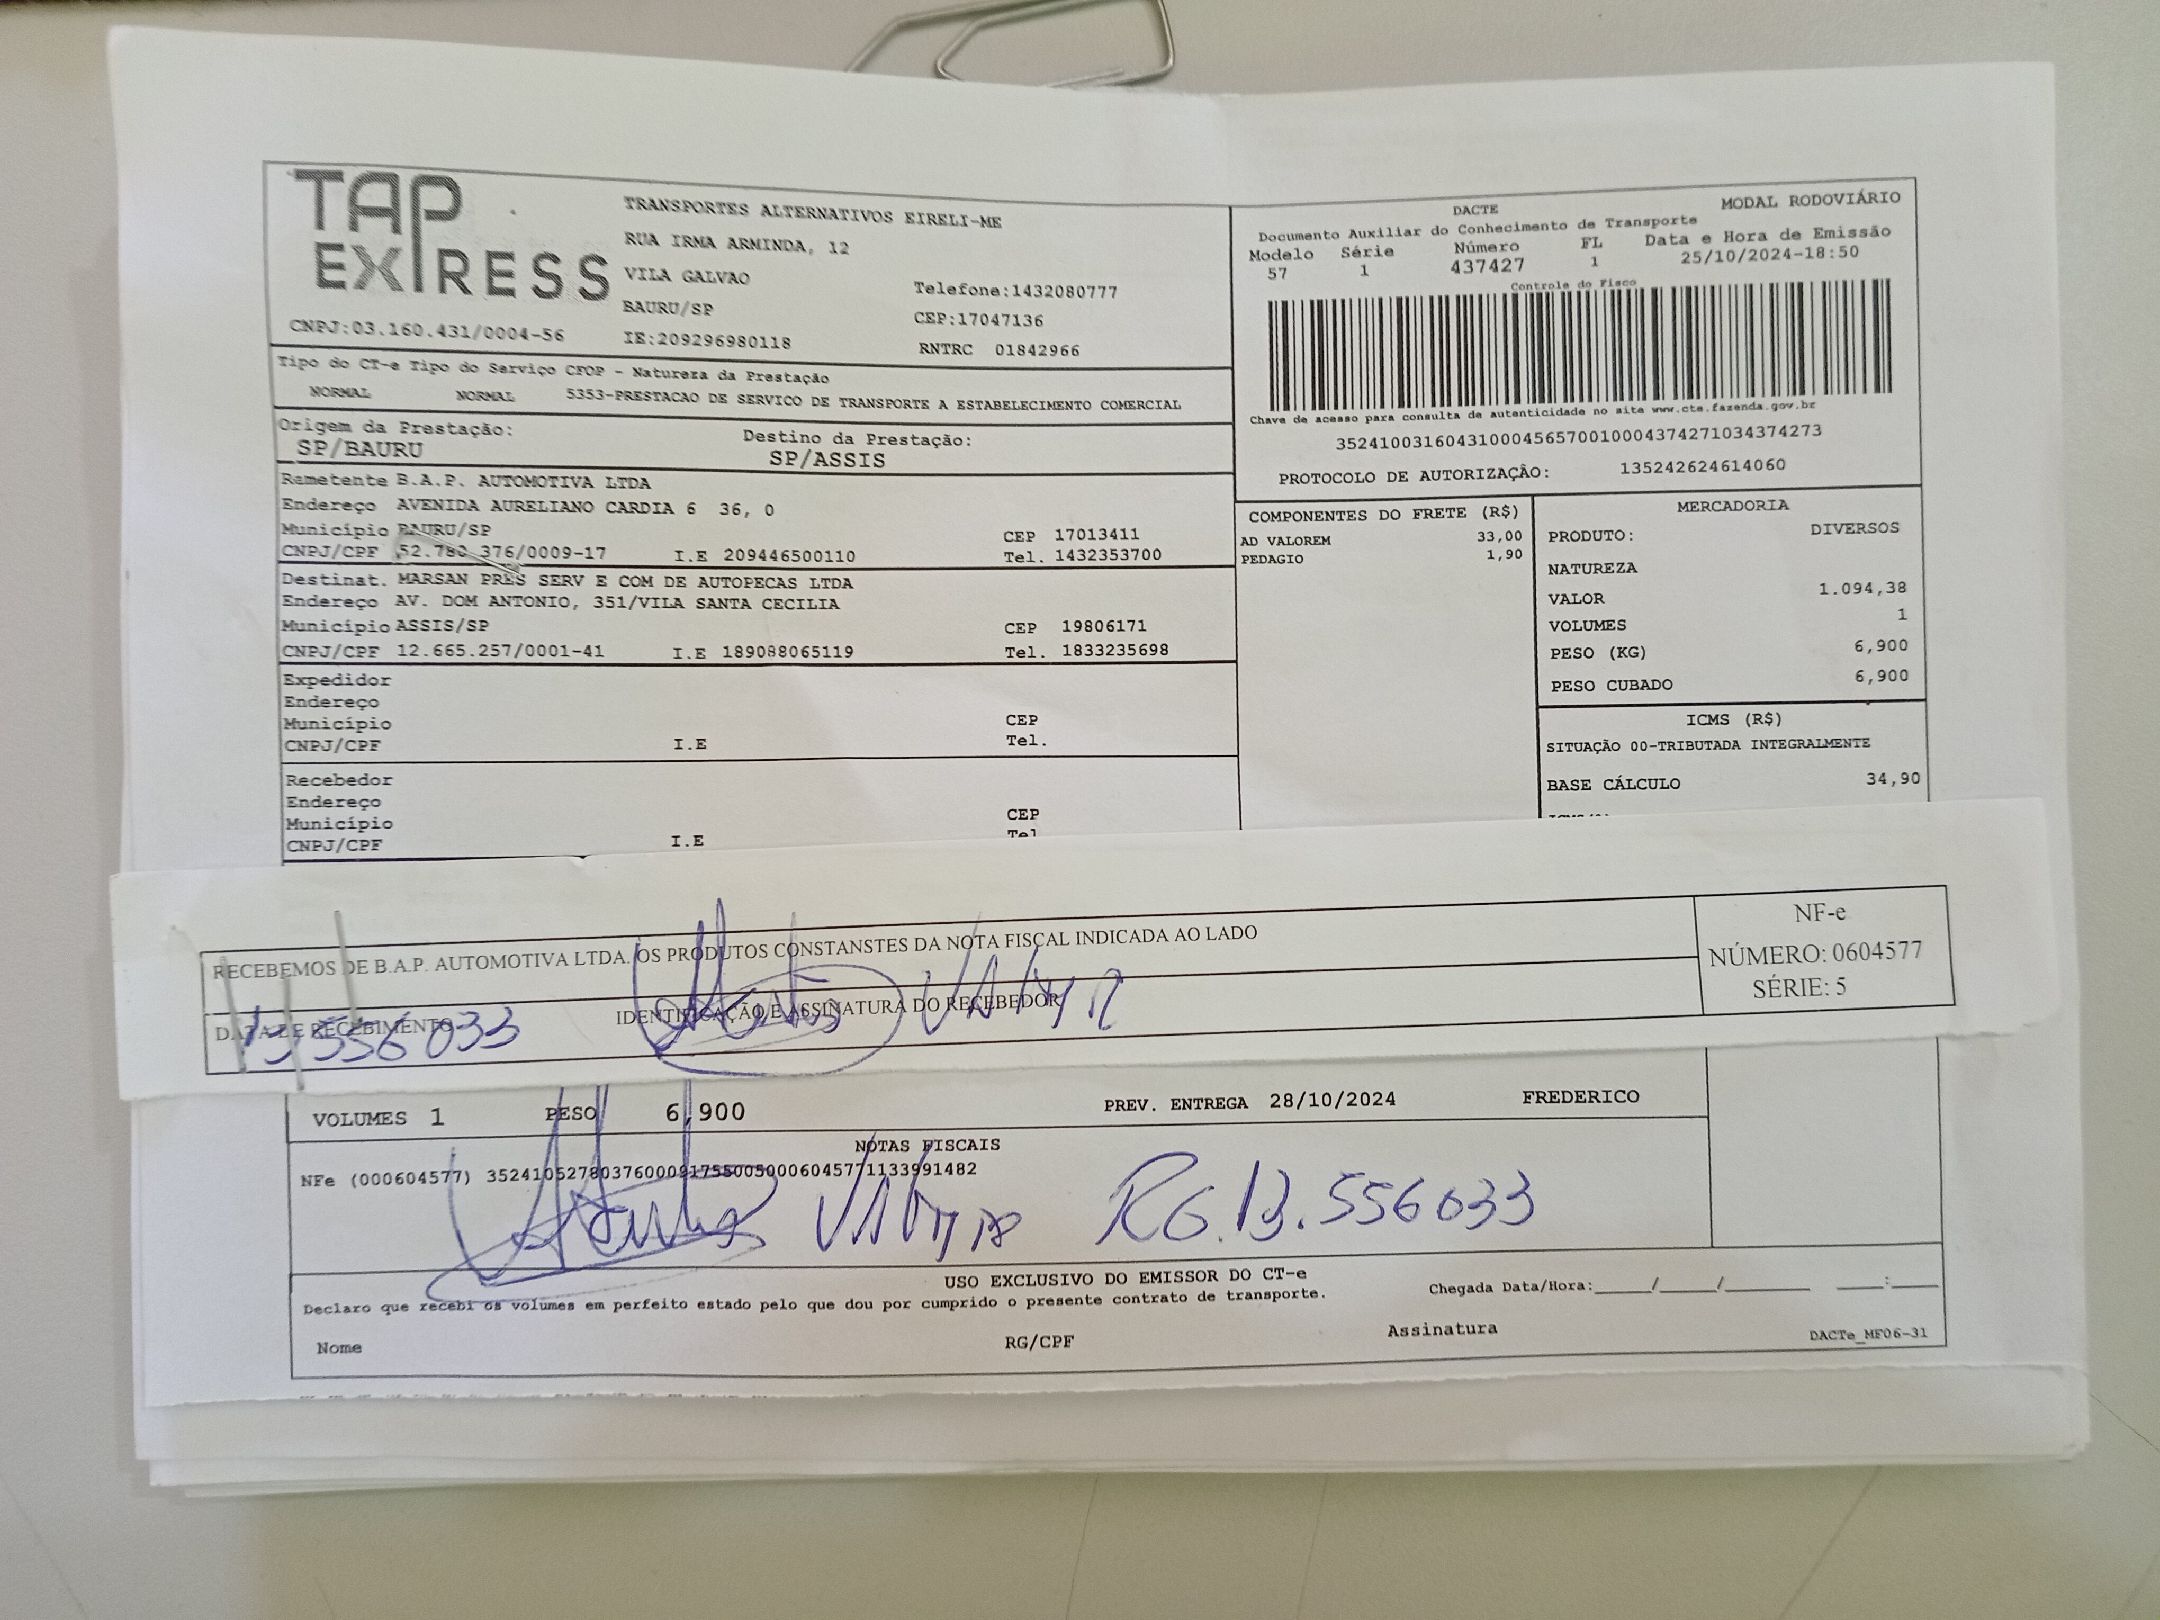 TAP EXPRESS
TRANSPORTES ALTERNATIVOS EIRELI-ME
RUA IRMA ARMINDA, 12
VILA GALVAO
BAURU/SP
Telefone:1432080777
CEP:17047136
CNPJ:03.160.431/0004-56
IE:209296980118
RNTRC 01842966
DACTE
MODAL RODOVIÁRIO
Documento Auxiliar do Conhecimento de Transporte
Modelo Série Número FL Data e Hora de Emissão
57 1 437427 1 25/10/2024-18:50
Controle do Fisco
Chave de acesso para consulta de autenticidade no site www.cte.fazenda.gov.br
35241003160431000456570010004374271034374273
PROTOCOLO DE AUTORIZAÇÃO: 135242624614060
Tipo do CT-e Tipo do Serviço CFOP - Natureza da Prestação
NORMAL NORMAL 5353-PRESTACAO DE SERVICO DE TRANSPORTE A ESTABELECIMENTO COMERCIAL
Origem da Prestação: Destino da Prestação:
SP/BAURU SP/ASSIS
Remetente B.A.P. AUTOMOTIVA LTDA
Endereço AVENIDA AURELIANO CARDIA 6 36, 0
Município BAURU/SP CEP 17013411
CNPJ/CPF 52.780.376/0009-17 I.E 209446500110 Tel. 1432353700
Destinat. MARSAN PRES SERV E COM DE AUTOPECAS LTDA
Endereço AV. DOM ANTONIO, 351/VILA SANTA CECILIA
Município ASSIS/SP CEP 19806171
CNPJ/CPF 12.665.257/0001-41 I.E 189088065119 Tel. 1833235698
Expedidor
Endereço
Município CEP
CNPJ/CPF I.E Tel.
Recebedor
Endereço
Município CEP
CNPJ/CPF I.E Tel
COMPONENTES DO FRETE (R$)
AD VALOREM 33,00
PEDAGIO 1,90
MERCADORIA
PRODUTO: DIVERSOS
NATUREZA
VALOR 1.094,38
VOLUMES 1
PESO (KG) 6,900
PESO CUBADO 6,900
ICMS (R$)
SITUAÇÃO 00-TRIBUTADA INTEGRALMENTE
BASE CÁLCULO 34,90
RECEBEMOS DE B.A.P. AUTOMOTIVA LTDA. OS PRODUTOS CONSTANSTES DA NOTA FISCAL INDICADA AO LADO
DATA DE RECEBIMENTO IDENTIFICAÇÃO E ASSINATURA DO RECEBEDOR
13 556 033
NF-e
NÚMERO: 0604577
SÉRIE: 5
VOLUMES 1 PESO 6,900 PREV. ENTREGA 28/10/2024 FREDERICO
NOTAS FISCAIS
NFe (000604577) 35241052780376000917550050006045771133991482
RG.13.556033
USO EXCLUSIVO DO EMISSOR DO CT-e
Declaro que recebi os volumes em perfeito estado pelo que dou por cumprido o presente contrato de transporte.
Chegada Data/Hora:_____/_____/_______ ____:____
Nome RG/CPF Assinatura DACTe_MF06-31